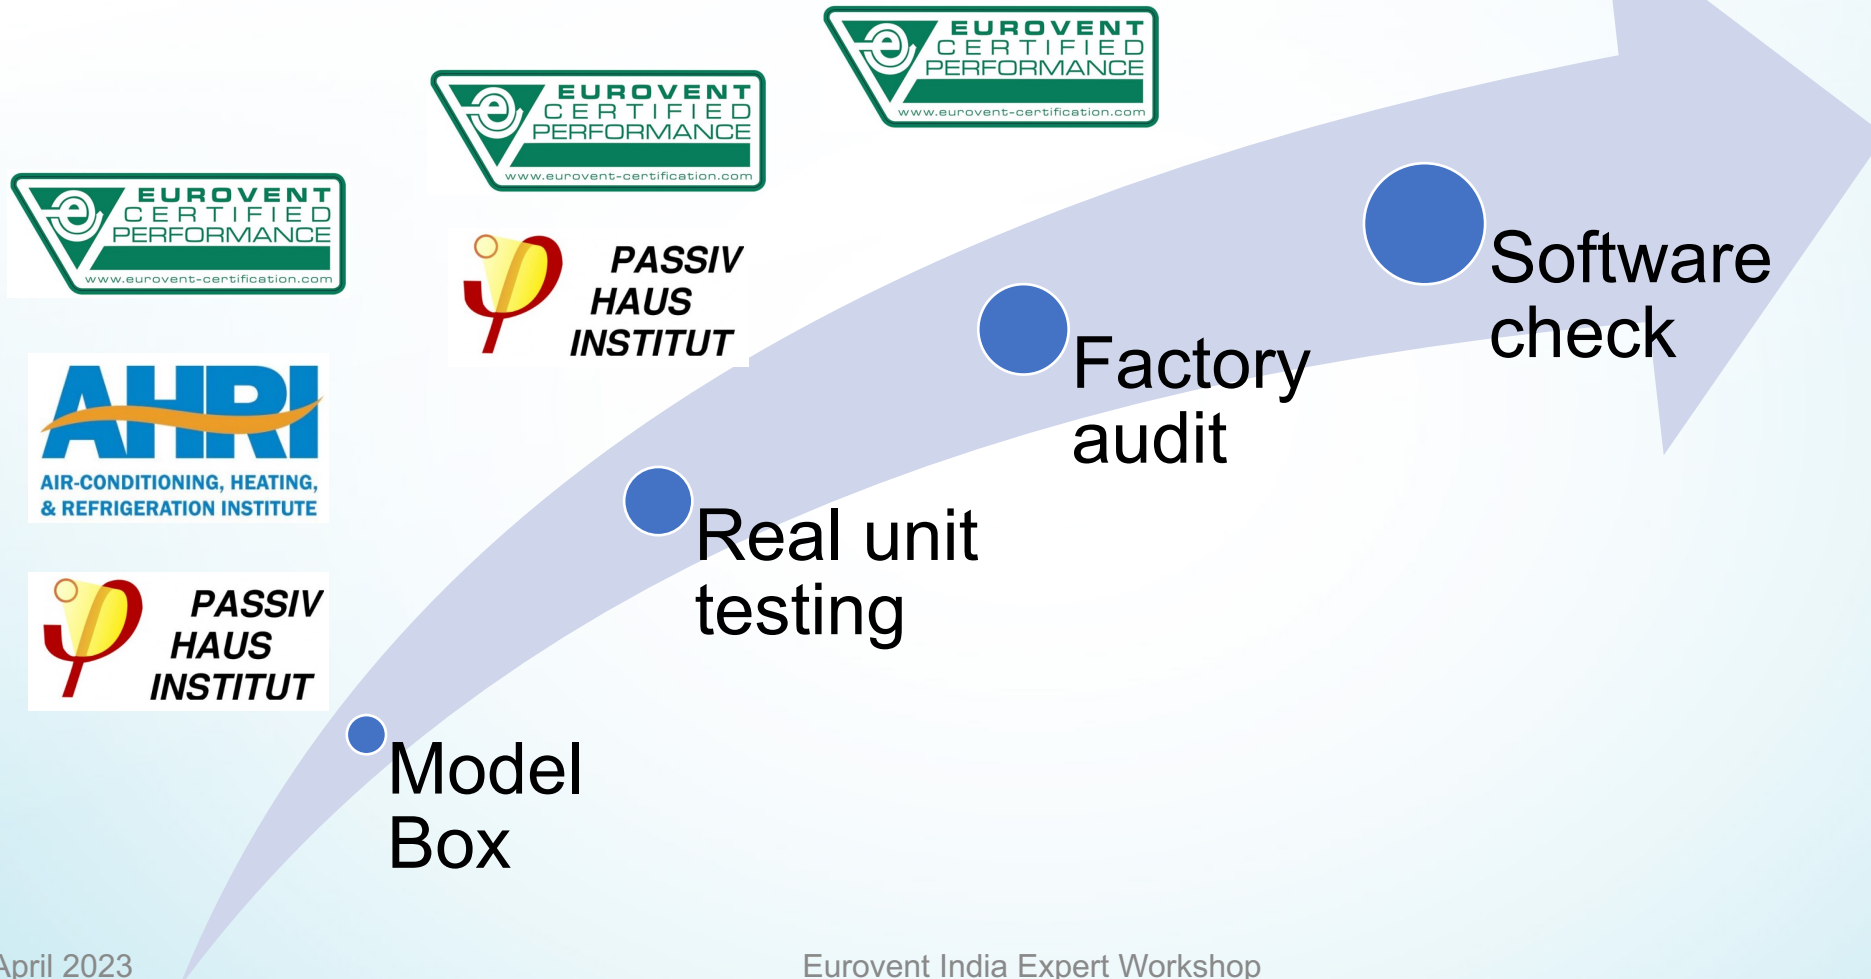 EUROVENT
CERTIFIED
PERFORMANCE
www.eurovent-certification.com
EUROVENT
CERTIFIED
PERFORMANCE
www.eurovent-certification.com
EUROVENT
CERTIFIED
PERFORMANCE
www.eurovent-certification.com
AHRI
AIR-CONDITIONING, HEATING,
& REFRIGERATION INSTITUTE
PASSIV
HAUS
INSTITUT
PASSIV
HAUS
INSTITUT
Model
Box
Real unit
testing
Factory
audit
Software
check
April 2023
Eurovent India Expert Workshop